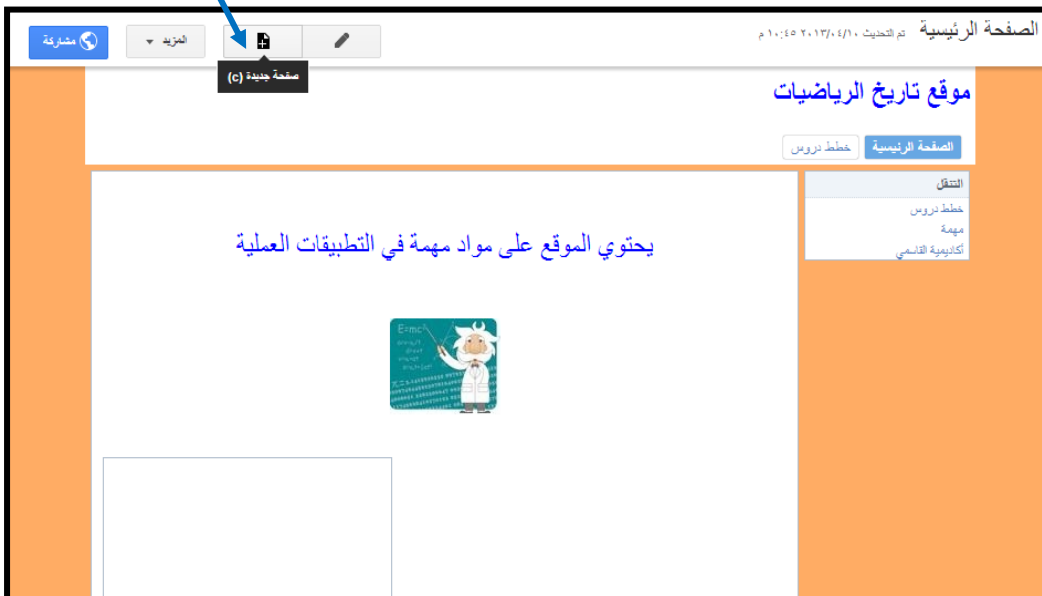 الصفحة الرئيسية تم التحديث ٢٠١٣/٠٤/١٠ ١٠:٤٥ م
المزيد
مشاركة
صفحة جديدة (c)
موقع تاريخ الرياضيات
الصفحة الرئيسية
خطط دروس
التنقل
خطط دروس
مهمة
أكاديمية القاسمي
يحتوي الموقع على مواد مهمة في التطبيقات العملية
E=mc²